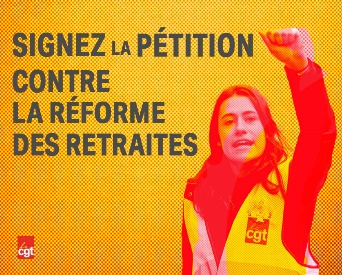 SIGNEZ LA PÉTITION
CONTRE
LA RÉFORME
DES RETRAITES
cgt
cgt